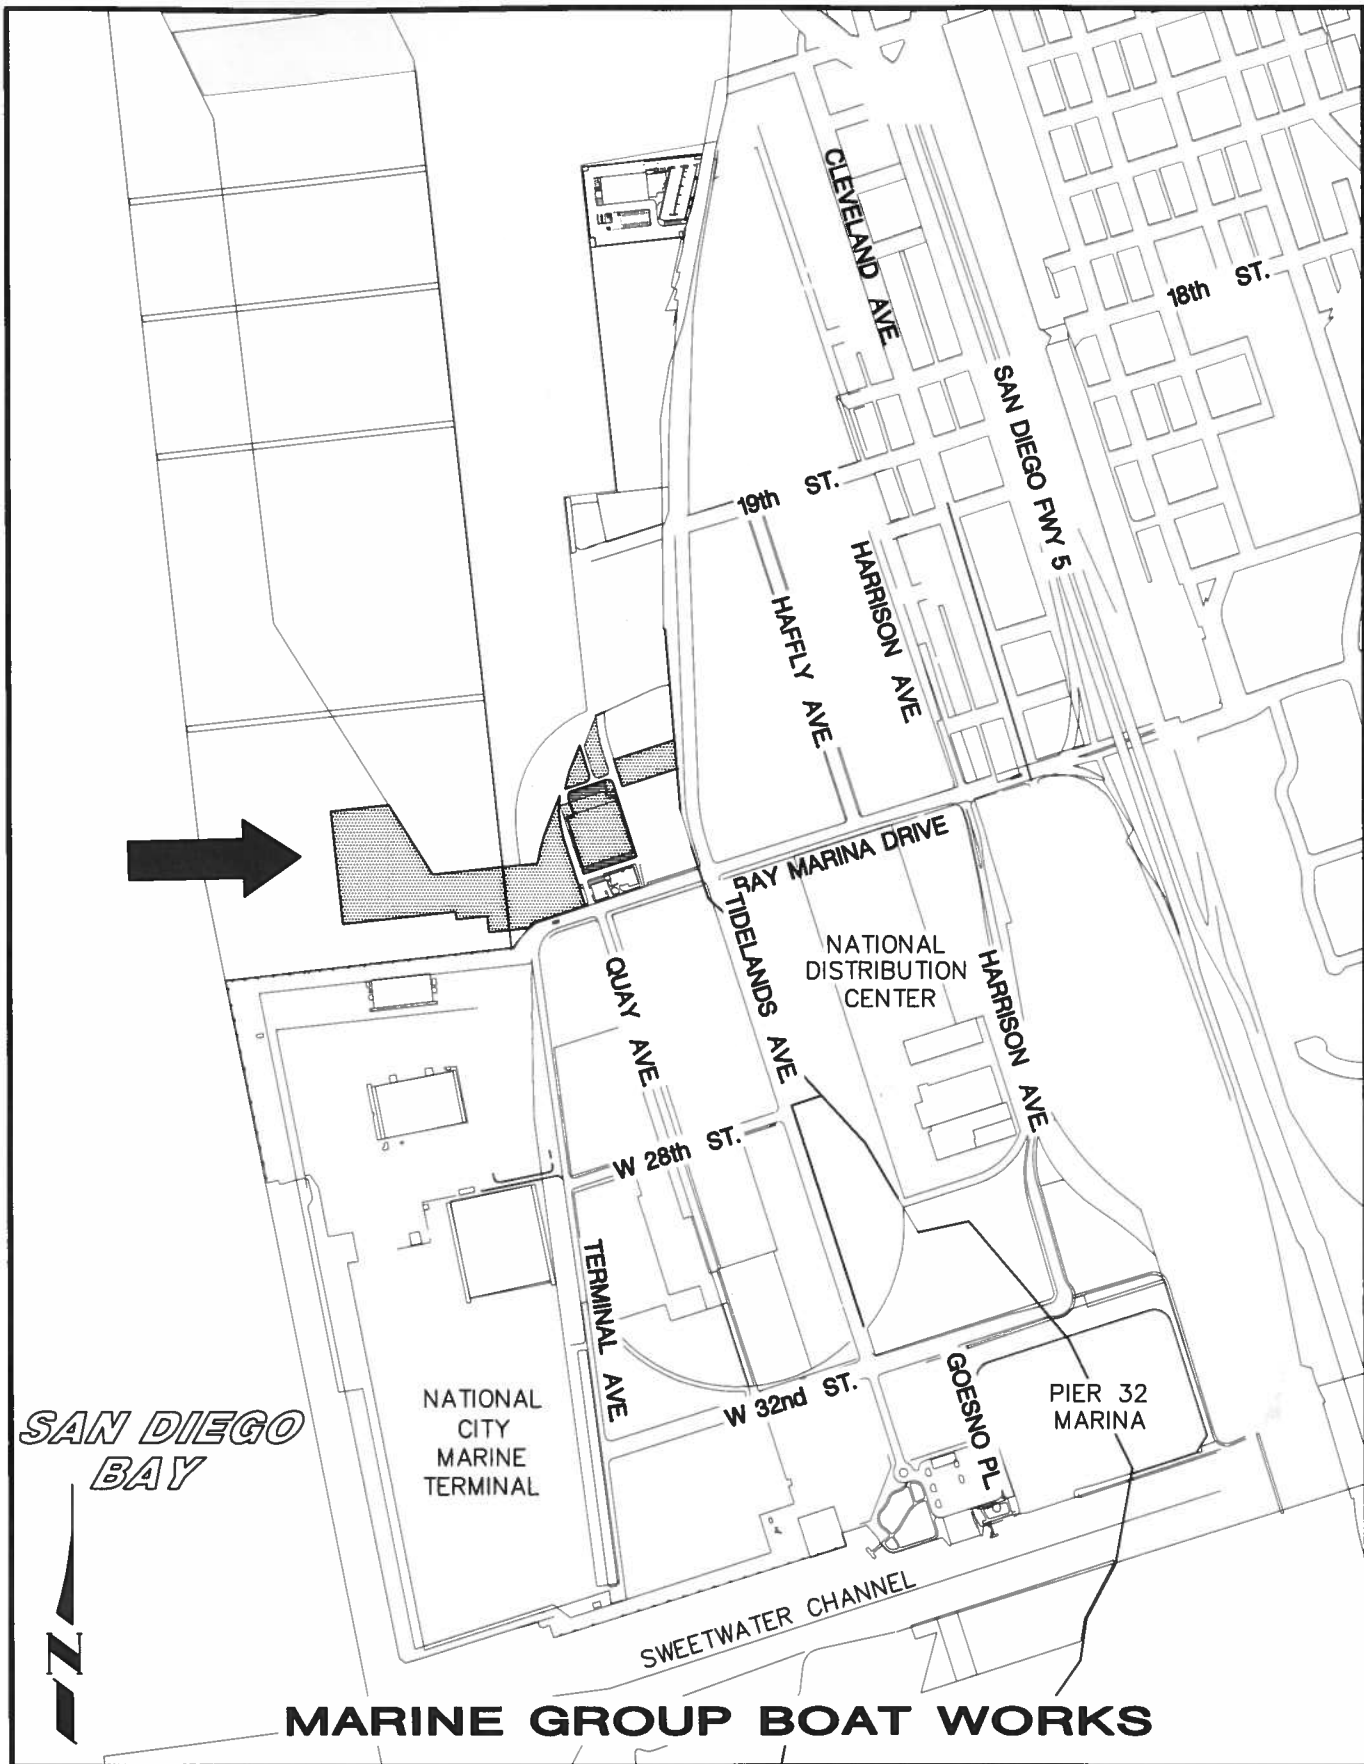 CLEVELAND AVE.
18th ST.
SAN DIEGO FWY 5
19th ST.
HARRISON AVE.
HAFFLY AVE.
BAY MARINA DRIVE
TIDELANDS AVE.
NATIONAL
DISTRIBUTION
CENTER
QUAY AVE.
HARRISON AVE.
W 28th ST.
TERMINAL AVE.
W 32nd ST.
GOESNO PL.
PIER 32
MARINA
NATIONAL
CITY
MARINE
TERMINAL
SAN DIEGO
BAY
SWEETWATER CHANNEL
N
MARINE GROUP BOAT WORKS